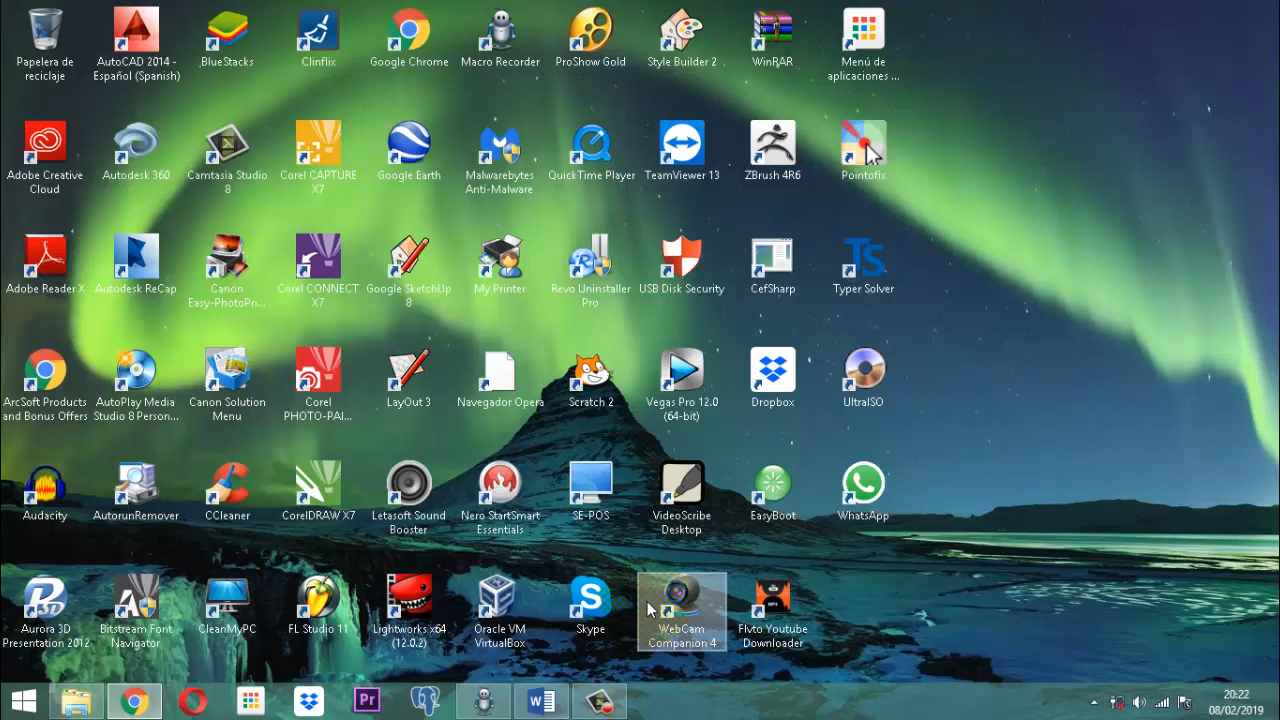 Papelera de
reciclaje
AutoCAD 2014 -
Español (Spanish)
BlueStacks
Clinflix
Google Chrome
Macro Recorder
ProShow Gold
Style Builder 2
WinRAR
Menú de
aplicaciones ...
Adobe Creative
Cloud
Autodesk 360
Camtasia Studio
8
Corel CAPTURE
X7
Google Earth
Malwarebytes
Anti-Malware
QuickTime Player
TeamViewer 13
ZBrush 4R6
Pointofix
Adobe Reader X
Autodesk ReCap
Canon
Easy-PhotoPri...
Corel CONNECT
X7
Google SketchUp
8
My Printer
Revo Uninstaller
Pro
USB Disk Security
CefSharp
TS
Typer Solver
ArcSoft Products
and Bonus Offers
AutoPlay Media
Studio 8 Person...
Canon Solution
Menu
Corel
PHOTO-PAI...
LayOut 3
Navegador Opera
Scratch 2
Vegas Pro 12.0
(64-bit)
Dropbox
UltraISO
Audacity
AutorunRemover
CCleaner
CorelDRAW X7
Letasoft Sound
Booster
Nero StartSmart
Essentials
SE-POS
VideoScribe
Desktop
EasyBoot
WhatsApp
P3D
Aurora 3D
Presentation 2012
Bitstream Font
Navigator
CleanMyPC
FL Studio 11
Lightworks x64
(12.0.2)
Oracle VM
VirtualBox
Skype
WebCam
Companion 4
Flvto Youtube
Downloader
Pr
W
20:22
08/02/2019